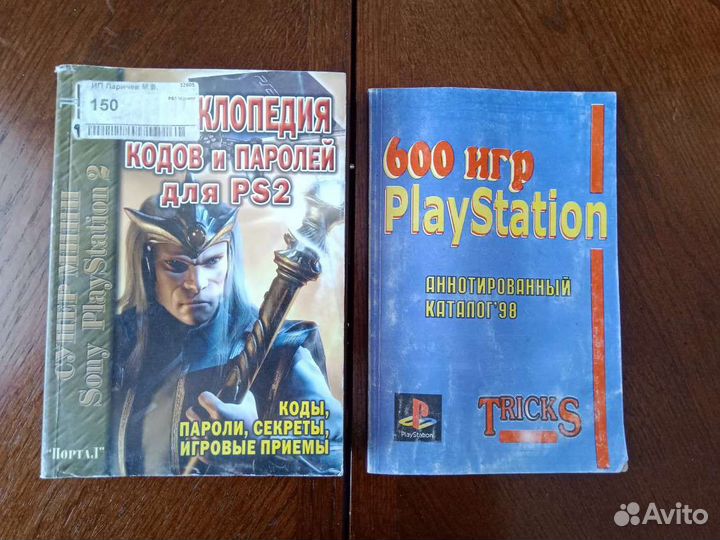 ИП Ларичев М.В.
150
КЛОПЕДИЯ
КОДОВ и ПАРОЛЕЙ
для PS2
СУПЕР МИНИ
Sony PlayStation 2
КОДЫ,
ПАРОЛИ, СЕКРЕТЫ,
ИГРОВЫЕ ПРИЕМЫ
600 игр
PlayStation
АННОТИРОВАННЫЙ
КАТАЛОГ'98
PlayStation
TRICKS
Avito